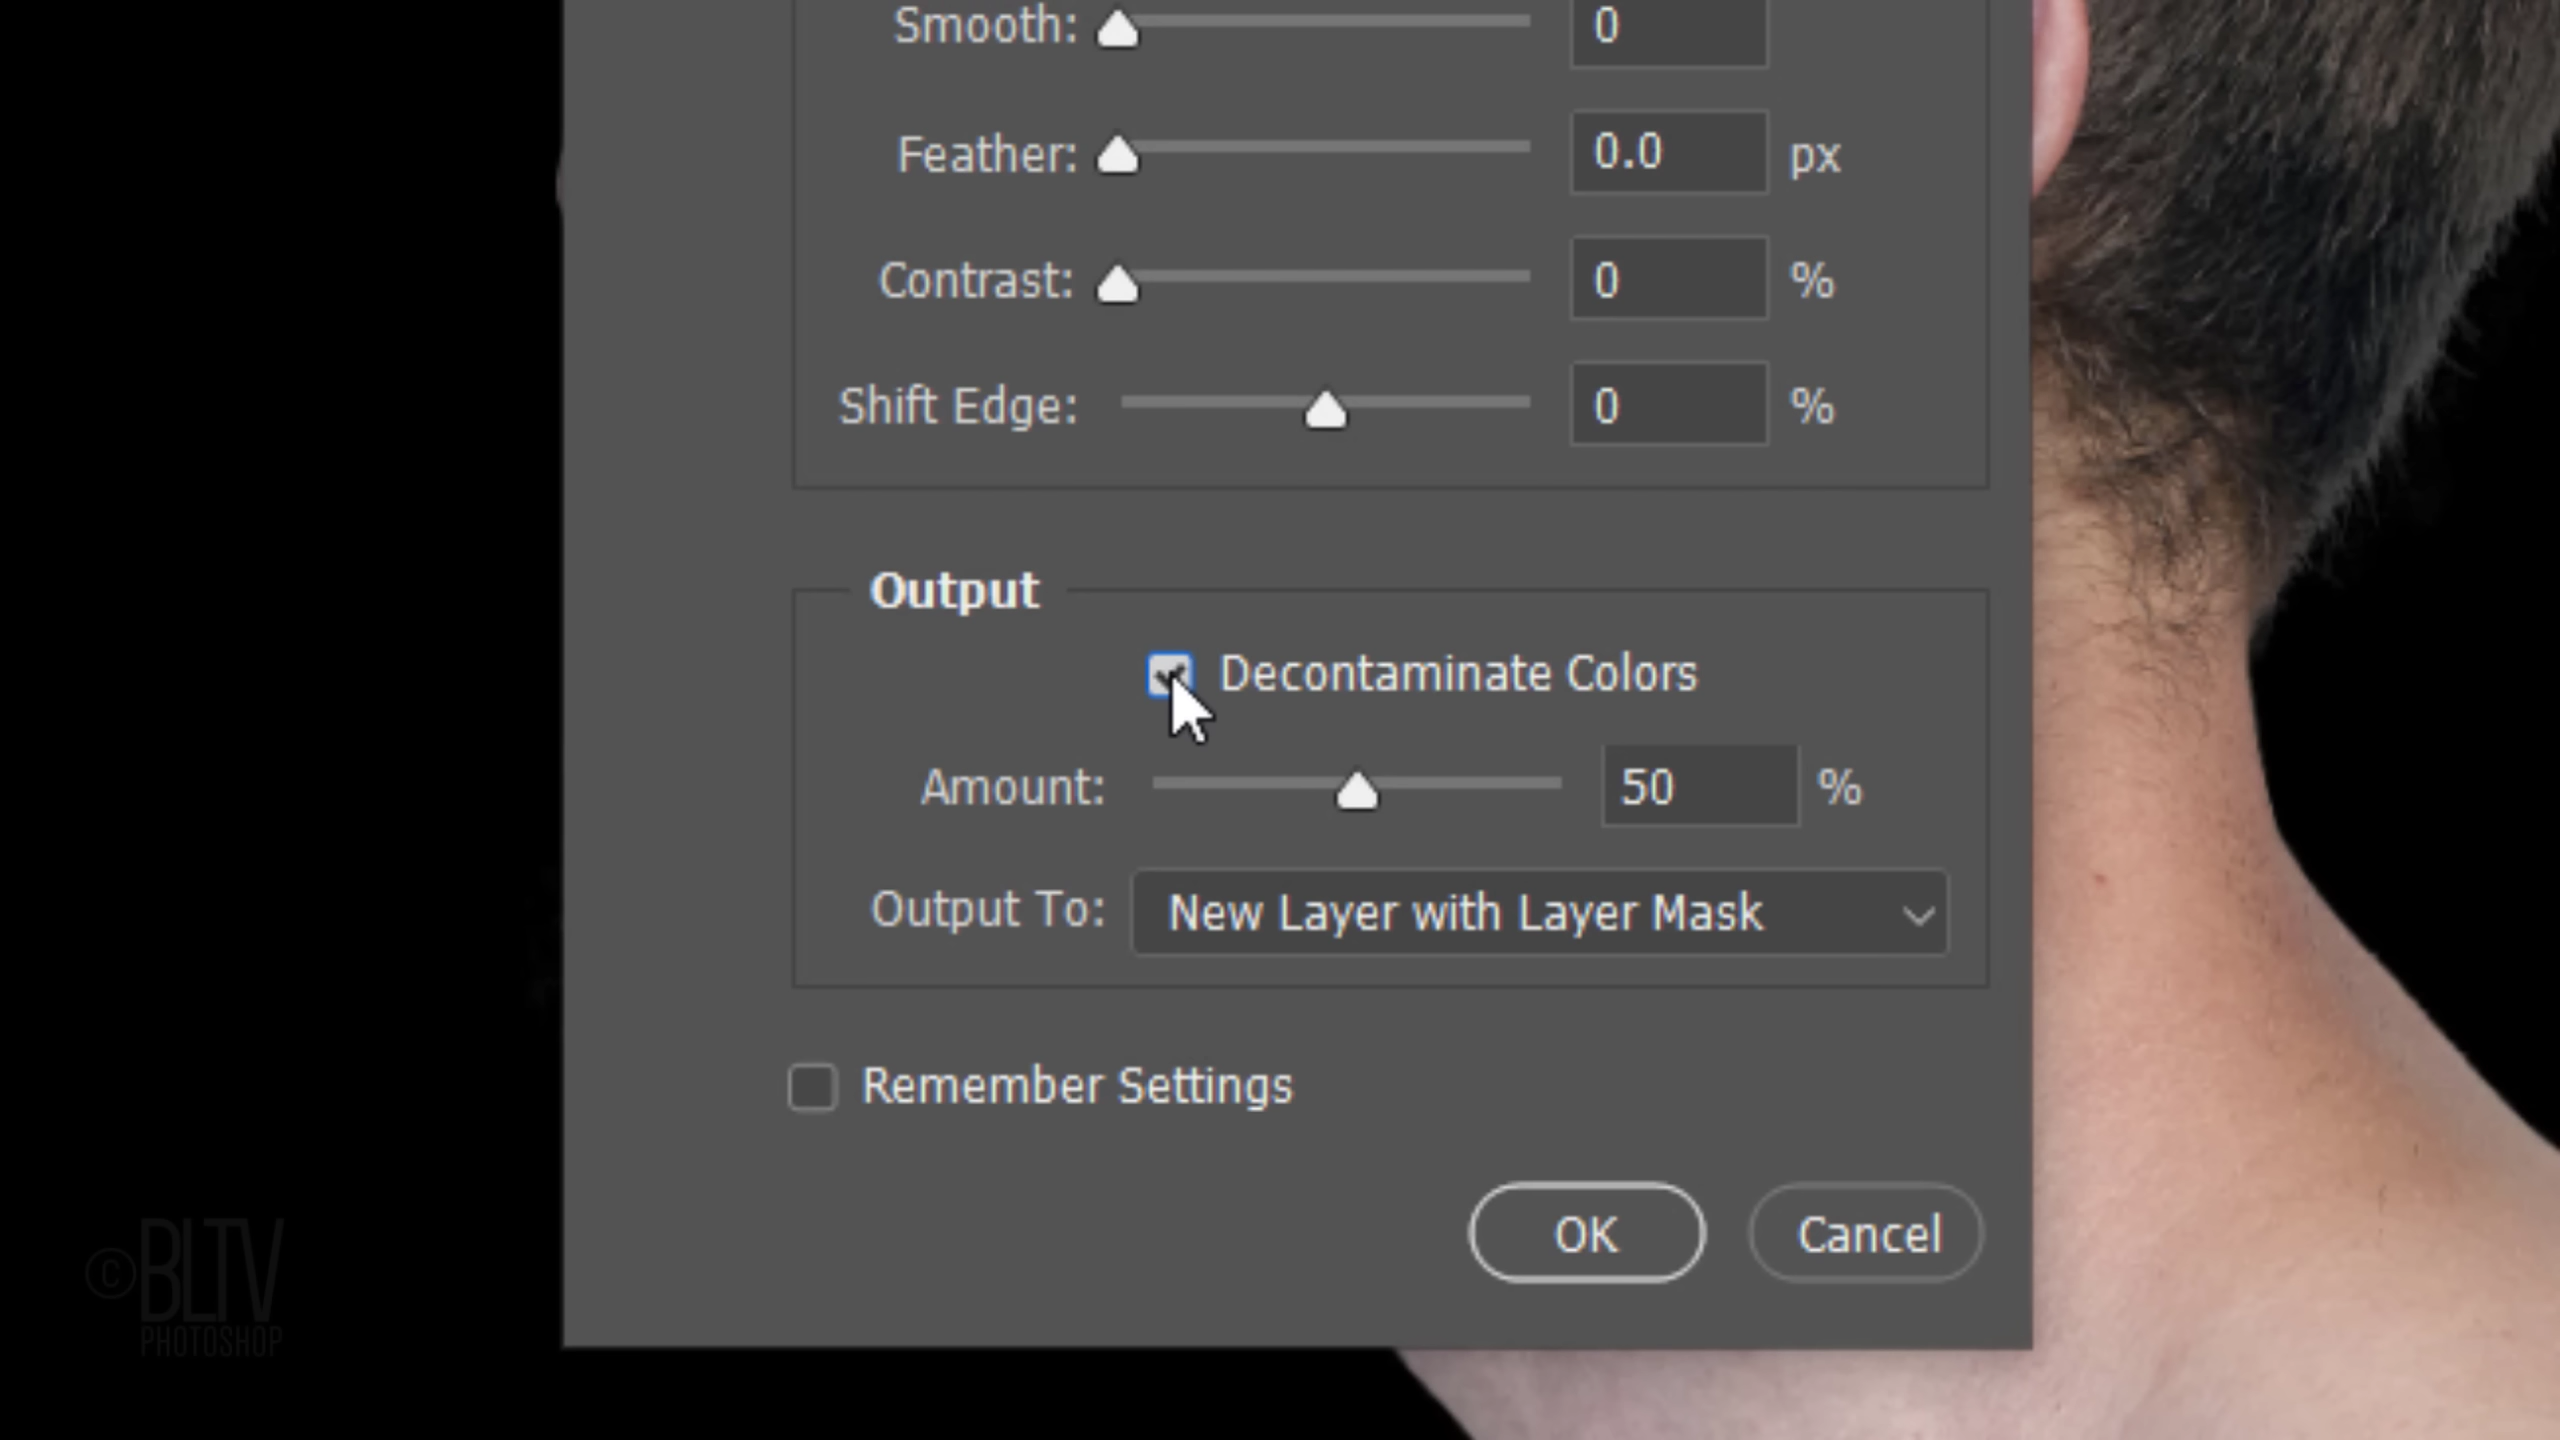 Smooth: 0
Feather: 0.0 px
Contrast: 0 %
Shift Edge: 0 %
Output
Decontaminate Colors
Amount: 50 %
Output To: New Layer with Layer Mask
Remember Settings
OK Cancel
©BLTV
PHOTOSHOP